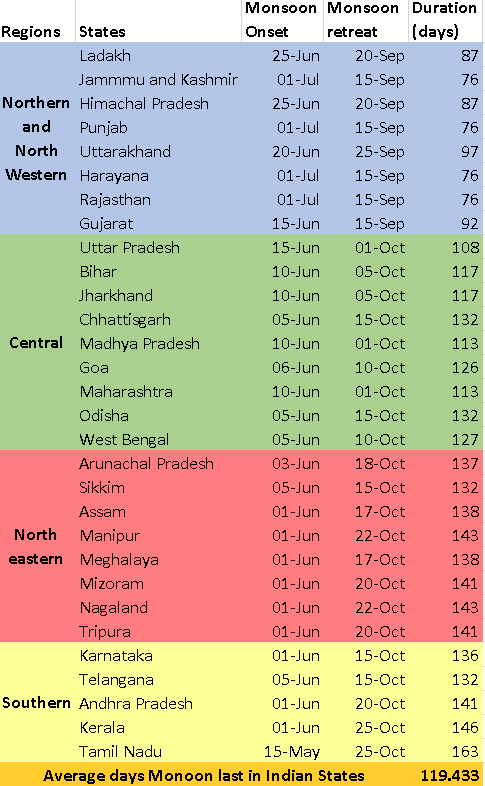 Regions States Monsoon Onset Monsoon retreat Duration (days)
Northern and North Western
Ladakh 25-Jun 20-Sep 87
Jammmu and Kashmir 01-Jul 15-Sep 76
Himachal Pradesh 25-Jun 20-Sep 87
Punjab 01-Jul 15-Sep 76
Uttarakhand 20-Jun 25-Sep 97
Harayana 01-Jul 15-Sep 76
Rajasthan 01-Jul 15-Sep 76
Gujarat 15-Jun 15-Sep 92
Central
Uttar Pradesh 15-Jun 01-Oct 108
Bihar 10-Jun 05-Oct 117
Jharkhand 10-Jun 05-Oct 117
Chhattisgarh 05-Jun 15-Oct 132
Madhya Pradesh 10-Jun 01-Oct 113
Goa 06-Jun 10-Oct 126
Maharashtra 10-Jun 01-Oct 113
Odisha 05-Jun 15-Oct 132
West Bengal 05-Jun 10-Oct 127
North eastern
Arunachal Pradesh 03-Jun 18-Oct 137
Sikkim 05-Jun 15-Oct 132
Assam 01-Jun 17-Oct 138
Manipur 01-Jun 22-Oct 143
Meghalaya 01-Jun 17-Oct 138
Mizoram 01-Jun 20-Oct 141
Nagaland 01-Jun 22-Oct 143
Tripura 01-Jun 20-Oct 141
Southern
Karnataka 01-Jun 15-Oct 136
Telangana 05-Jun 15-Oct 132
Andhra Pradesh 01-Jun 20-Oct 141
Kerala 01-Jun 25-Oct 146
Tamil Nadu 15-May 25-Oct 163
Average days Monoon last in Indian States 119.433